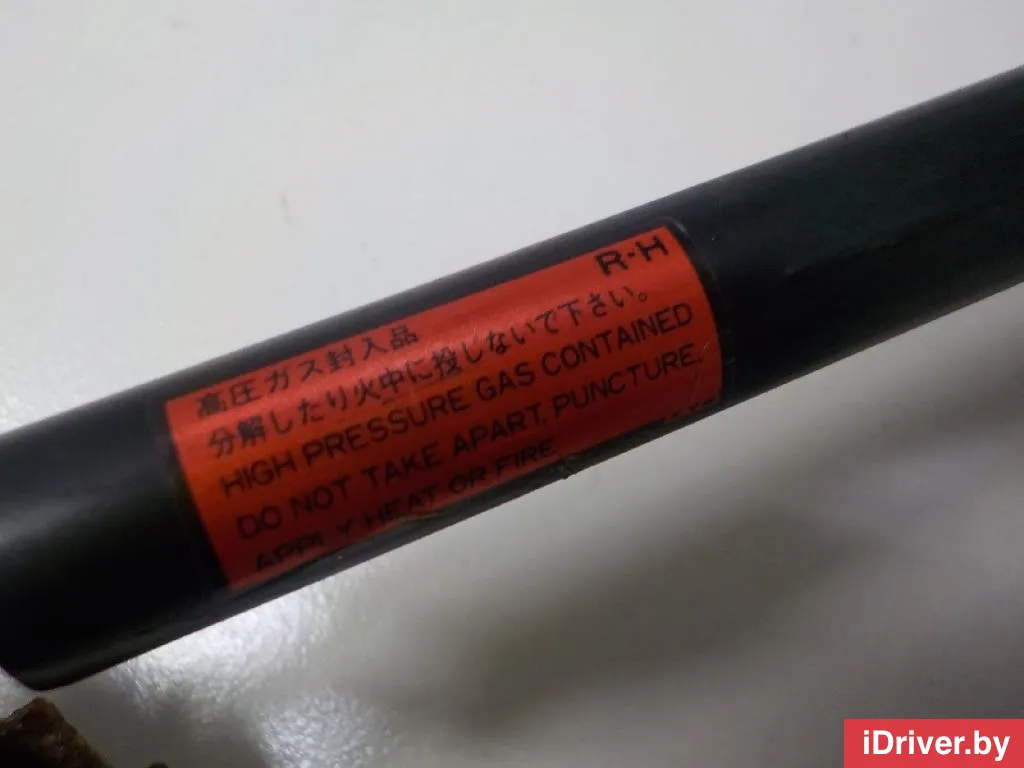 R-H
高圧ガス封入品
分解したり火中に投じないで下さい。
HIGH PRESSURE GAS CONTAINED
DO NOT TAKE APART, PUNCTURE,
APPLY HEAT OR FIRE
iDriver.by